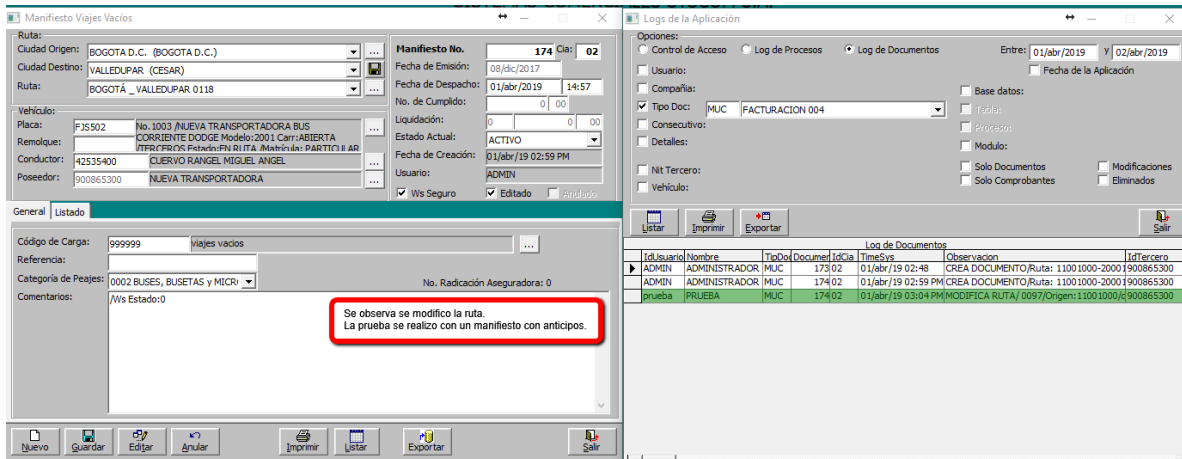 Manifiesto Viajes Vacíos
Ruta:
Ciudad Origen: BOGOTA D.C. (BOGOTA D.C.) ...
Ciudad Destino: VALLEDUPAR (CESAR)
Ruta: BOGOTÁ _ VALLEDUPAR 0118 ...
Manifiesto No. 174 Cia: 02
Fecha de Emisión: 08/dic/2017
Fecha de Despacho: 01/abr/2019 14:57
No. de Cumplido: 0 00
Liquidación: 0 0 00
Estado Actual: ACTIVO
Fecha de Creación: 01/abr/19 02:59 PM
Usuario: ADMIN
Ws Seguro Editado Anulado
Vehículo:
Placa: FJS502 No.1003 /NUEVA TRANSPORTADORA BUS ...
Remolque: CORRIENTE DODGE Modelo:2001 Carr:ABIERTA
/TERCEROS Estado:EN RUTA /Matrícula: PARTICULAR
Conductor: 42535400 CUERVO RANGEL MIGUEL ANGEL ...
Poseedor: 900865300 NUEVA TRANSPORTADORA ...
General Listado
Código de Carga: 999999 viajes vacios ...
Referencia:
Categoría de Peajes: 0002 BUSES, BUSETAS y MICR No. Radicación Aseguradora: 0
Comentarios: /Ws Estado:0
Se observa se modifico la ruta.
La prueba se realizo con un manifiesto con anticipos.
Nuevo Guardar Editar Anular Imprimir Listar Exportar Salir
Logs de la Aplicación
Opciones:
Control de Acceso Log de Procesos Log de Documentos Entre: 01/abr/2019 y 02/abr/2019
Usuario: Fecha de la Aplicación
Compañia: Base datos:
Tipo Doc: MUC FACTURACION 004 Tabla:
Consecutivo: Proceso:
Detalles: Modulo:
Nit Tercero: Solo Documentos Modificaciones
Vehículo: Solo Comprobantes Eliminados
Listar Imprimir Exportar Salir
Log de Documentos
IdUsuario Nombre TipDoc Documer IdCia TimeSys Observacion IdTercero
ADMIN ADMINISTRADOR MUC 173 02 01/abr/19 02:48 CREA DOCUMENTO/Ruta: 11001000-20001 900865300
ADMIN ADMINISTRADOR MUC 174 02 01/abr/19 02:59 PM CREA DOCUMENTO/Ruta: 11001000-20001 900865300
prueba PRUEBA MUC 174 02 01/abr/19 03:04 PM MODIFICA RUTA/ 0097/Origen:11001000/d 900865300